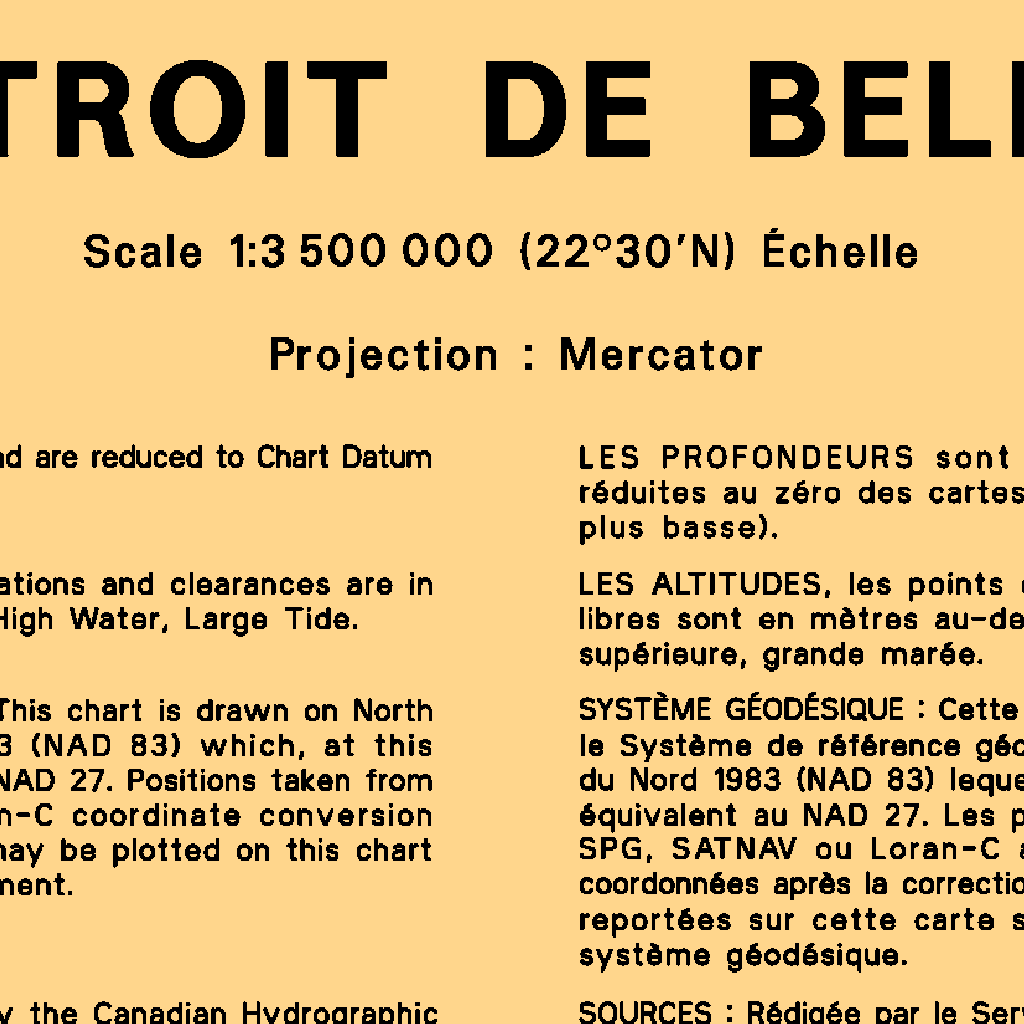 TROIT DE BELL
Scale 1:3 500 000 (22°30′N) Échelle
Projection : Mercator
are reduced to Chart Datum
and clearances are in
High Water, Large Tide.
This chart is drawn on North
3 (NAD 83) which, at this
NAD 27. Positions taken from
n-C coordinate conversion
may be plotted on this chart
ment.
the Canadian Hydrographic
LES PROFONDEURS sont
réduites au zéro des cartes
plus basse).
LES ALTITUDES, les points
libres sont en mètres au-de
supérieure, grande marée.
SYSTÈME GÉODÉSIQUE : Cette
le Système de référence géo
du Nord 1983 (NAD 83) leque
équivalent au NAD 27. Les p
SPG, SATNAV ou Loran-C a
coordonnées après la correctio
reportées sur cette carte s
système géodésique.
SOURCES : Rédigée par le Ser